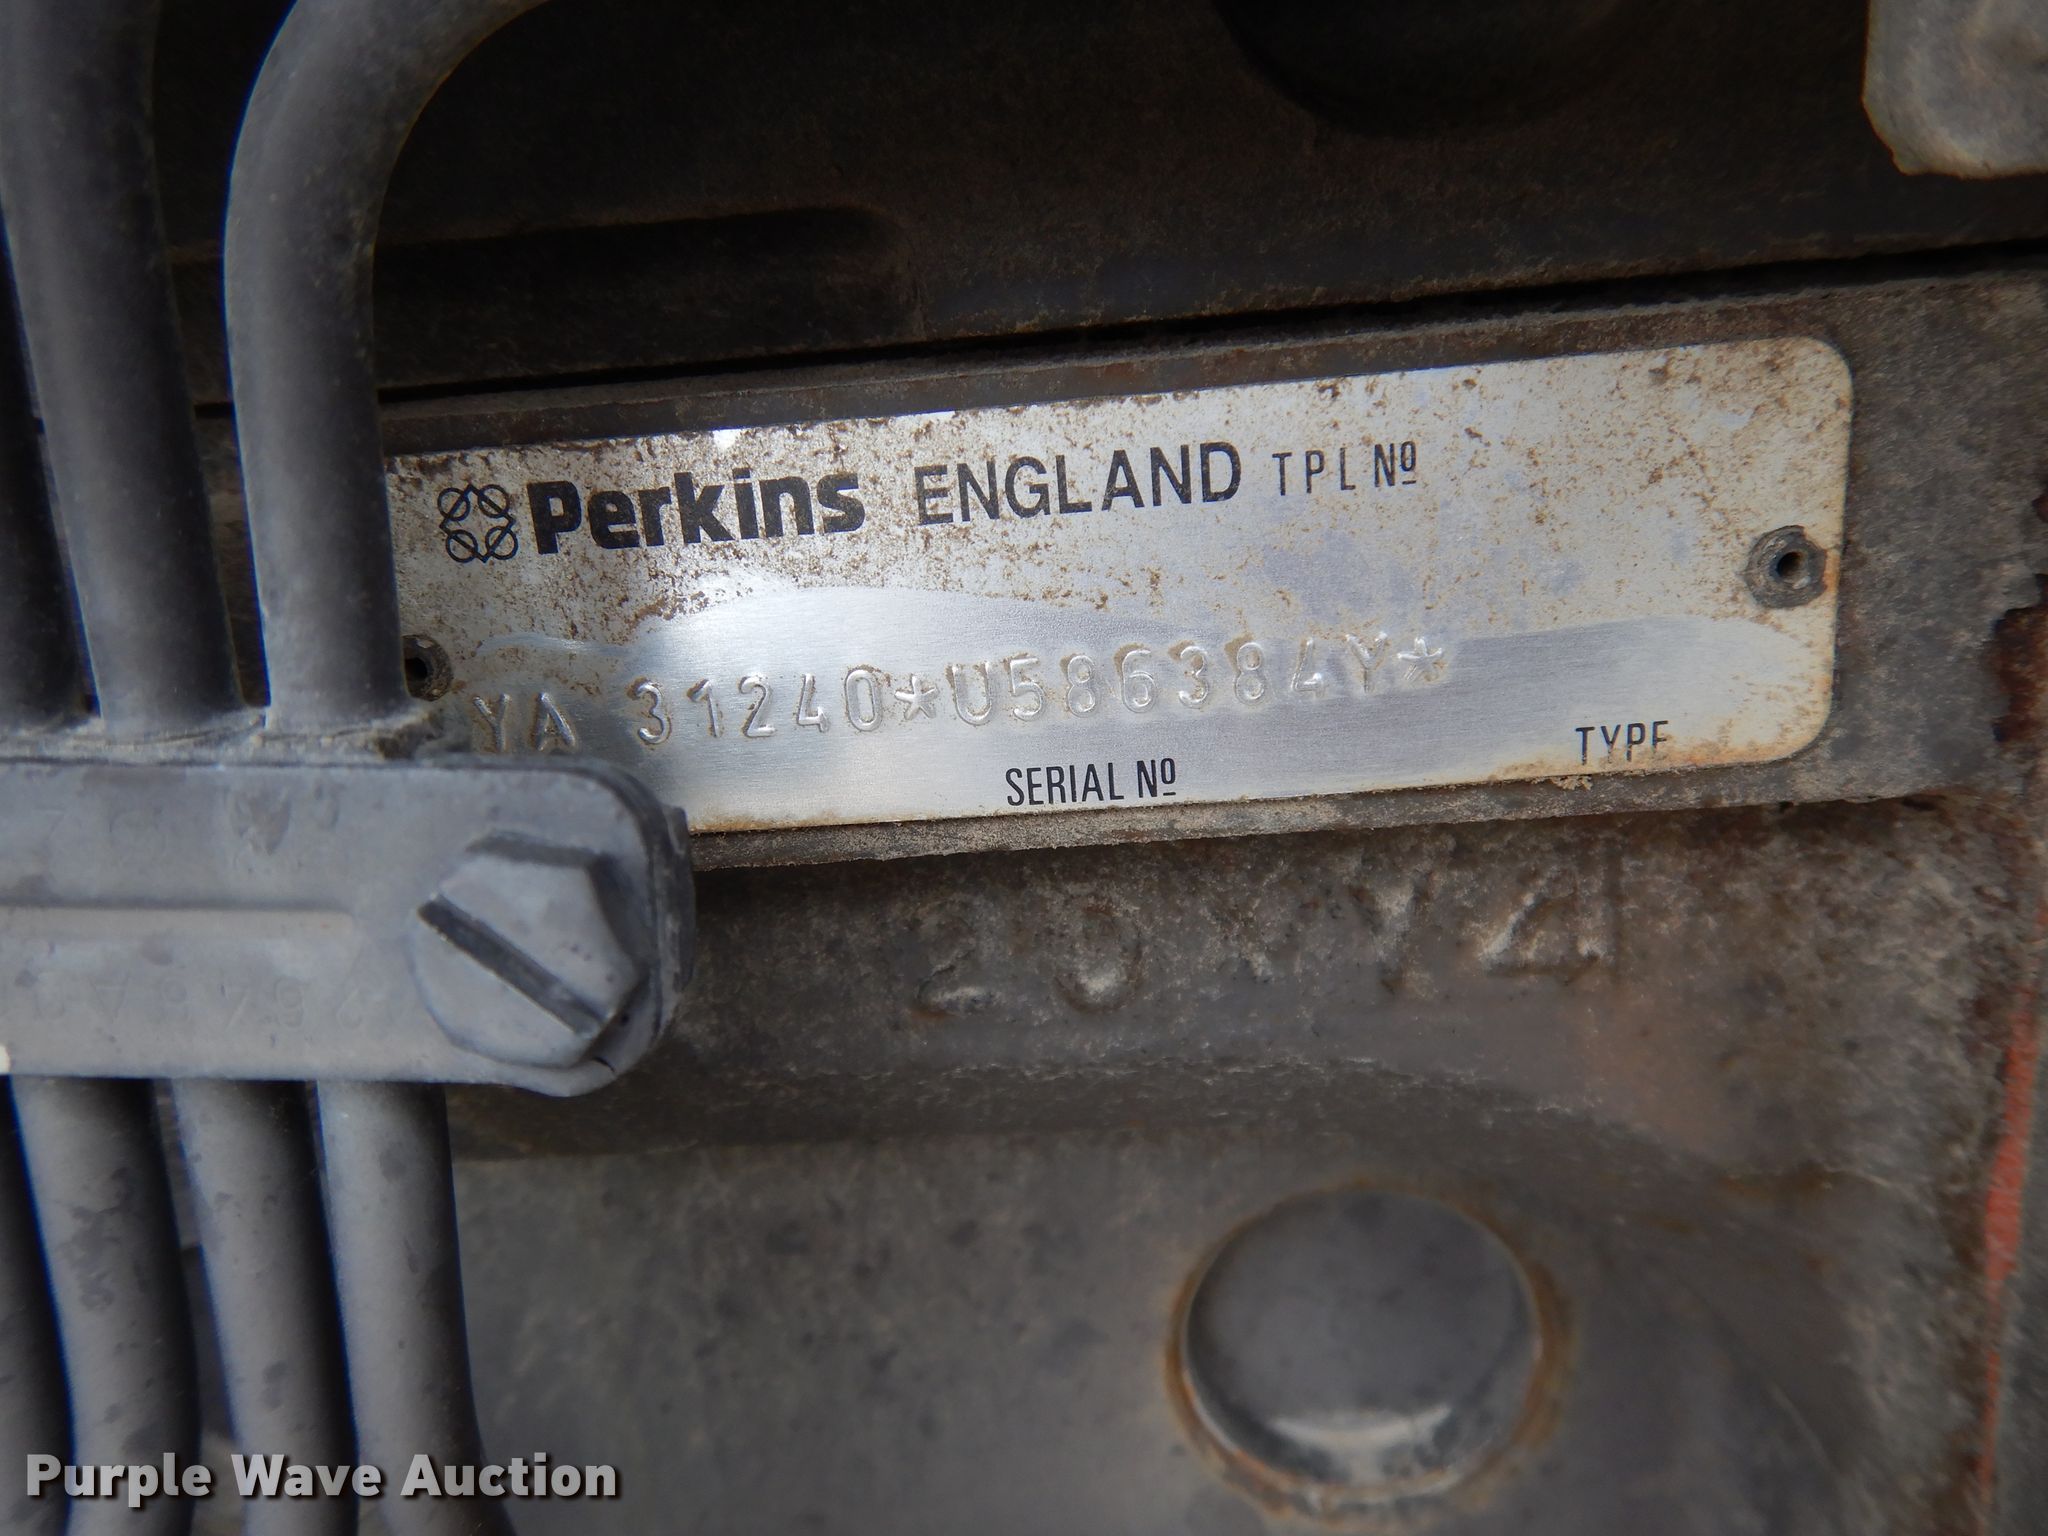 Perkins ENGLAND TPL Nº
YA 31240*U586384Y*
SERIAL Nº
TYPE
Purple Wave Auction